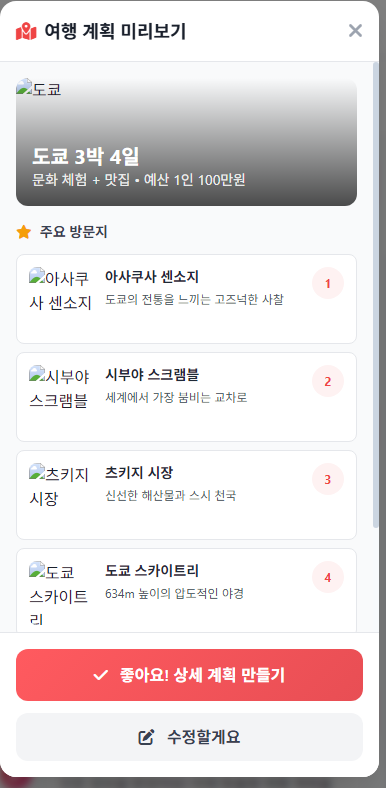 여행 계획 미리보기
도쿄
도쿄 3박 4일
문화 체험 + 맛집 • 예산 1인 100만원
주요 방문지
아사쿠
사 센소지
아사쿠사 센소지
도쿄의 전통을 느끼는 고즈넉한 사찰
1
시부야
스크램블
시부야 스크램블
세계에서 가장 붐비는 교차로
2
츠키지
시장
츠키지 시장
신선한 해산물과 스시 천국
3
도쿄
스카이트
리
도쿄 스카이트리
634m 높이의 압도적인 야경
4
좋아요! 상세 계획 만들기
수정할게요